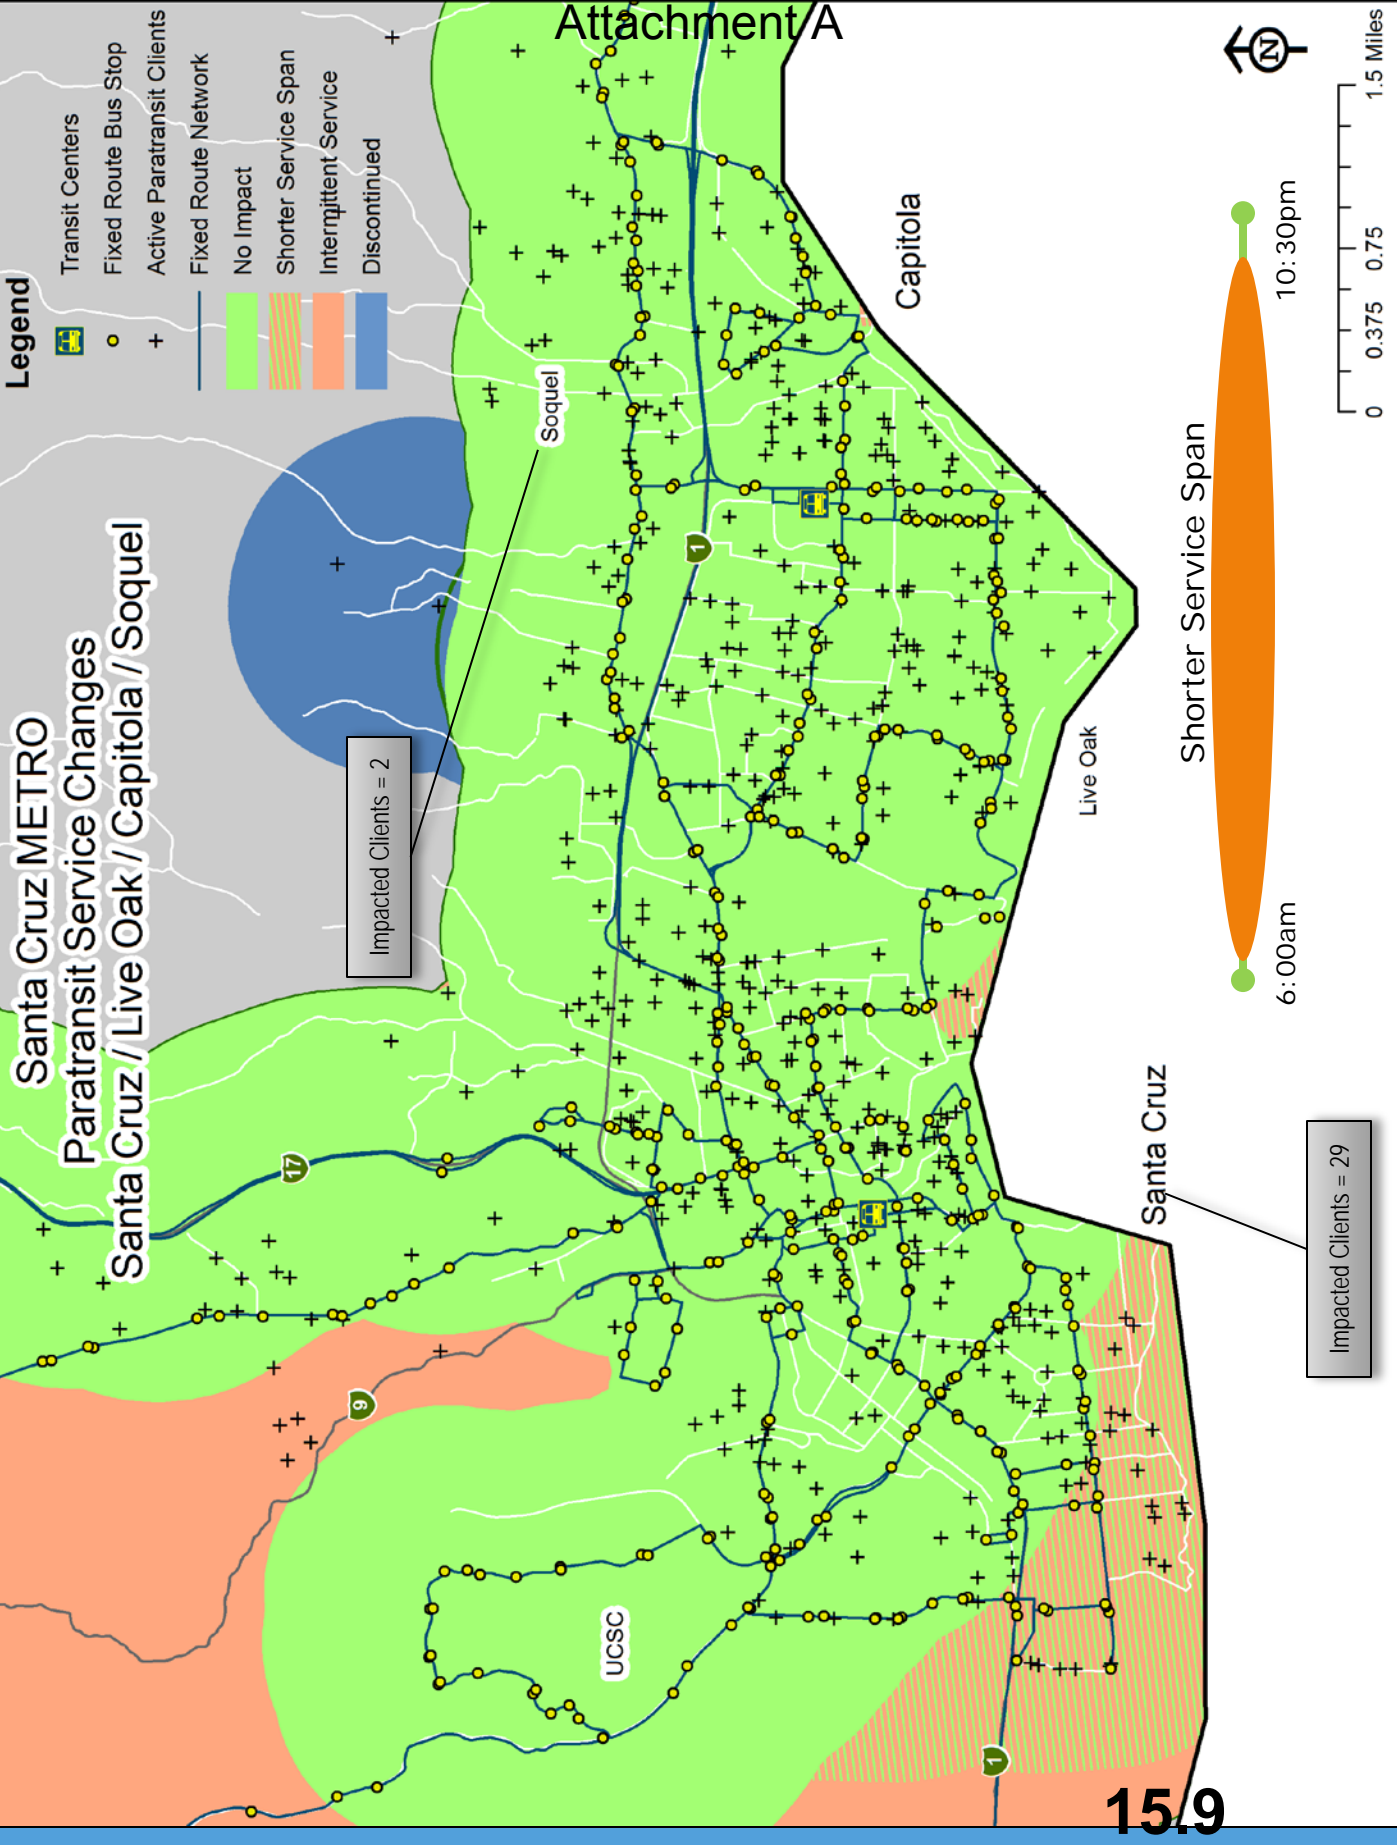 Attachment A
Santa Cruz METRO
Paratransit Service Changes
Santa Cruz / Live Oak / Capitola / Soquel
Legend
Transit Centers
Fixed Route Bus Stop
Active Paratransit Clients
Fixed Route Network
No Impact
Shorter Service Span
Intermittent Service
Discontinued
17
9
Impacted Clients = 2
Soquel
1
UCSC
Capitola
Live Oak
Santa Cruz
1
Impacted Clients = 29
Shorter Service Span
6:00am
10:30pm
N
0 0.375 0.75 1.5 Miles
15.9